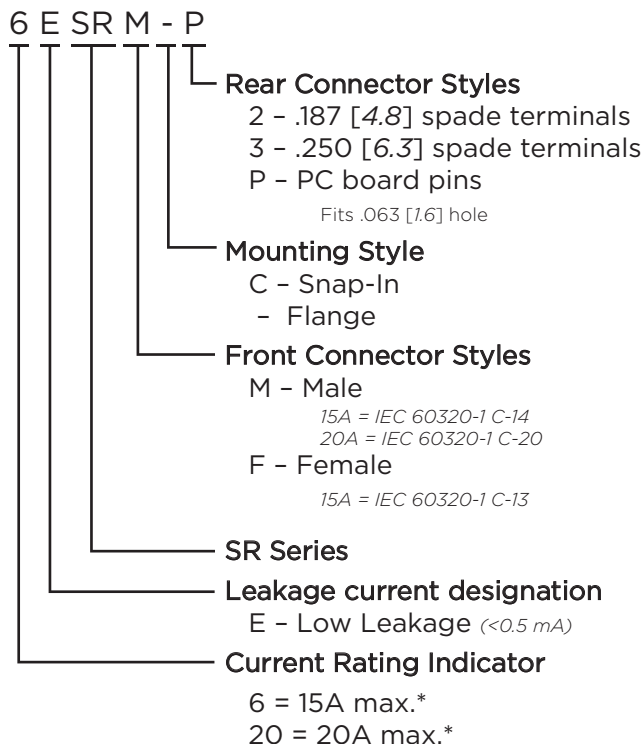 6 E SR M - P
Rear Connector Styles
2 – .187 [4.8] spade terminals
3 – .250 [6.3] spade terminals
P – PC board pins
Fits .063 [1.6] hole
Mounting Style
C – Snap-In
– Flange
Front Connector Styles
M – Male
15A = IEC 60320-1 C-14
20A = IEC 60320-1 C-20
F – Female
15A = IEC 60320-1 C-13
SR Series
Leakage current designation
E – Low Leakage (<0.5 mA)
Current Rating Indicator
6 = 15A max.*
20 = 20A max.*